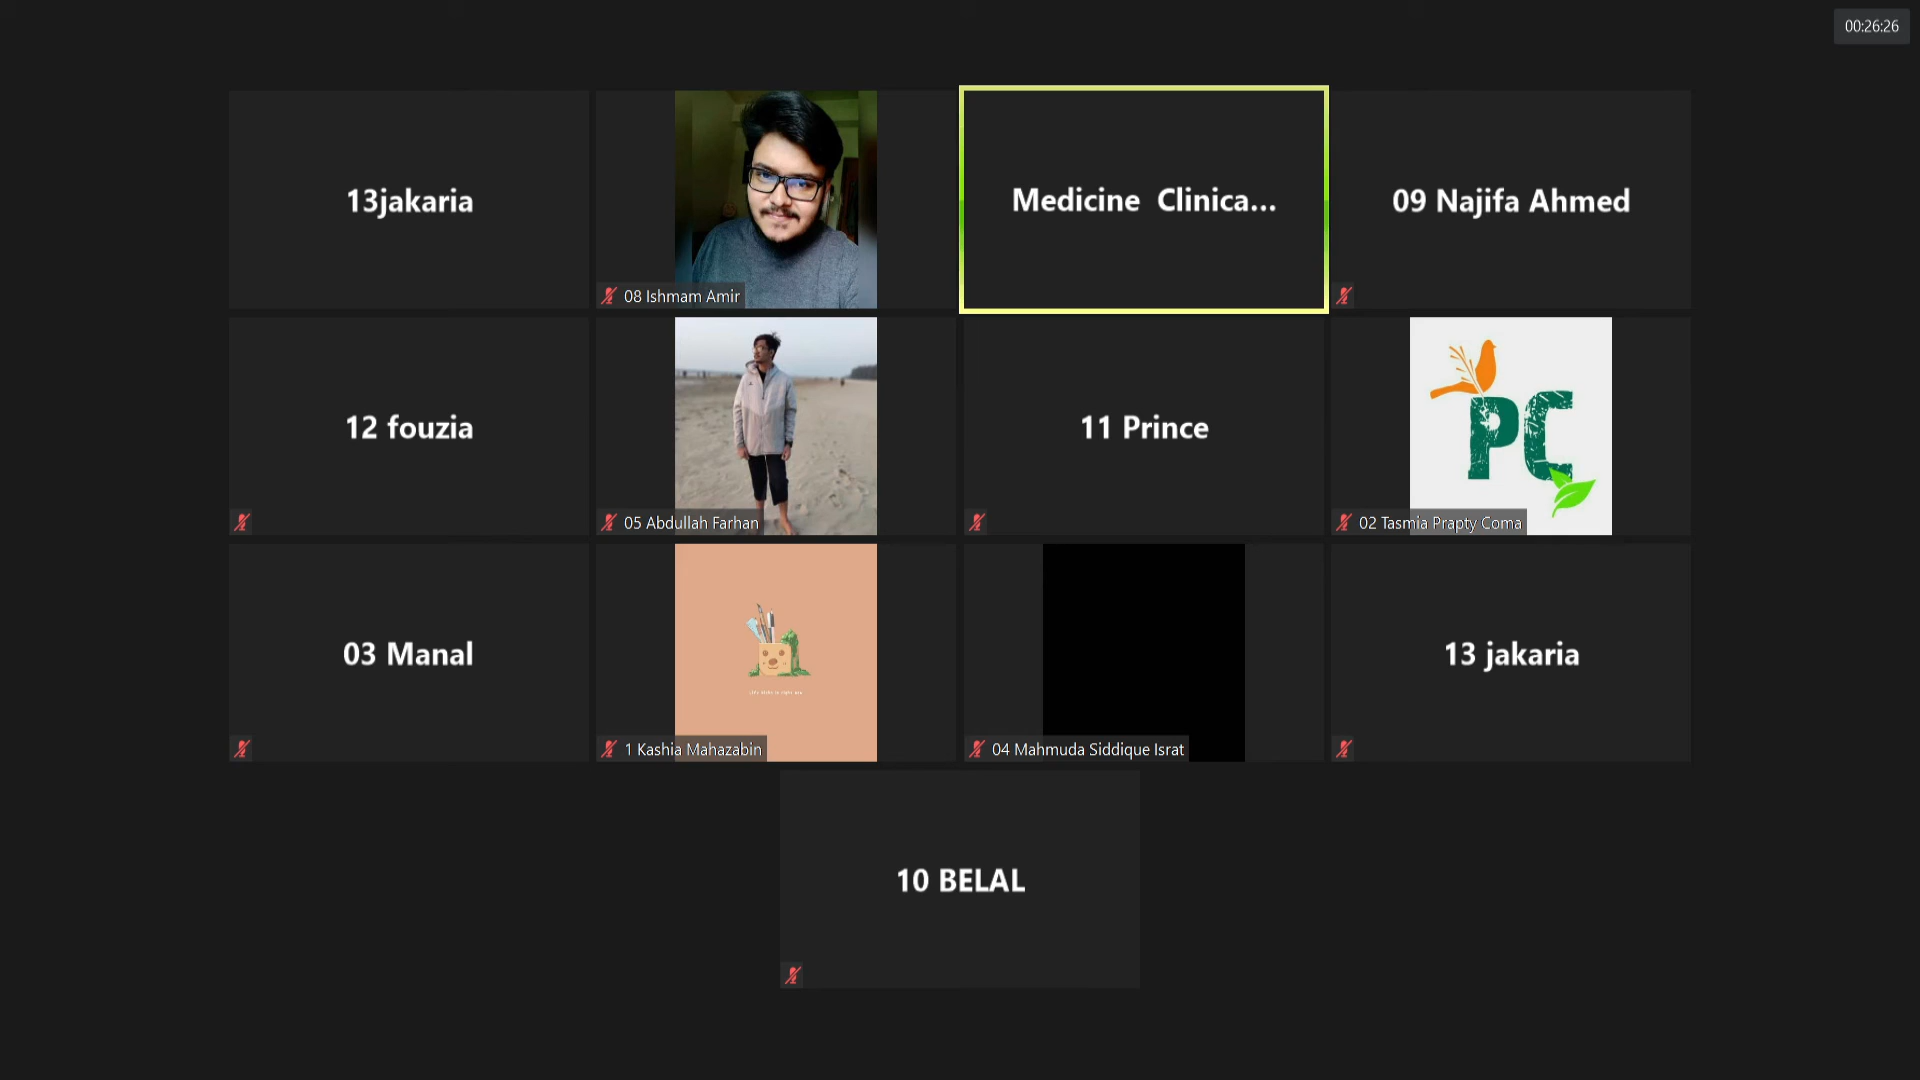 00:26:26
13jakaria
08 Ishmam Amir
Medicine Clinica...
09 Najifa Ahmed
12 fouzia
05 Abdullah Farhan
11 Prince
PC
02 Tasmia Prapty Coma
03 Manal
1 Kashia Mahazabin
04 Mahmuda Siddique Israt
13 jakaria
10 BELAL